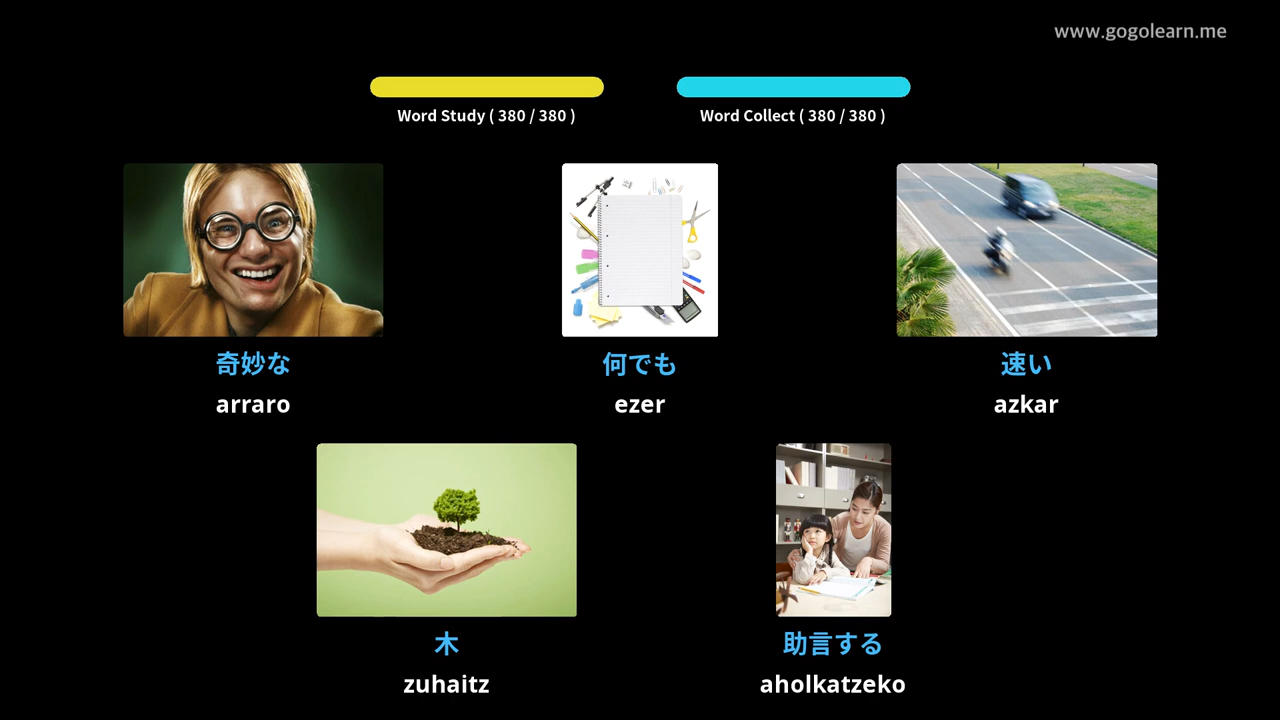 www.gogolearn.me
Word Study ( 380 / 380 )
Word Collect ( 380 / 380 )
奇妙な
arraro
何でも
ezer
速い
azkar
木
zuhaitz
助言する
aholkatzeko